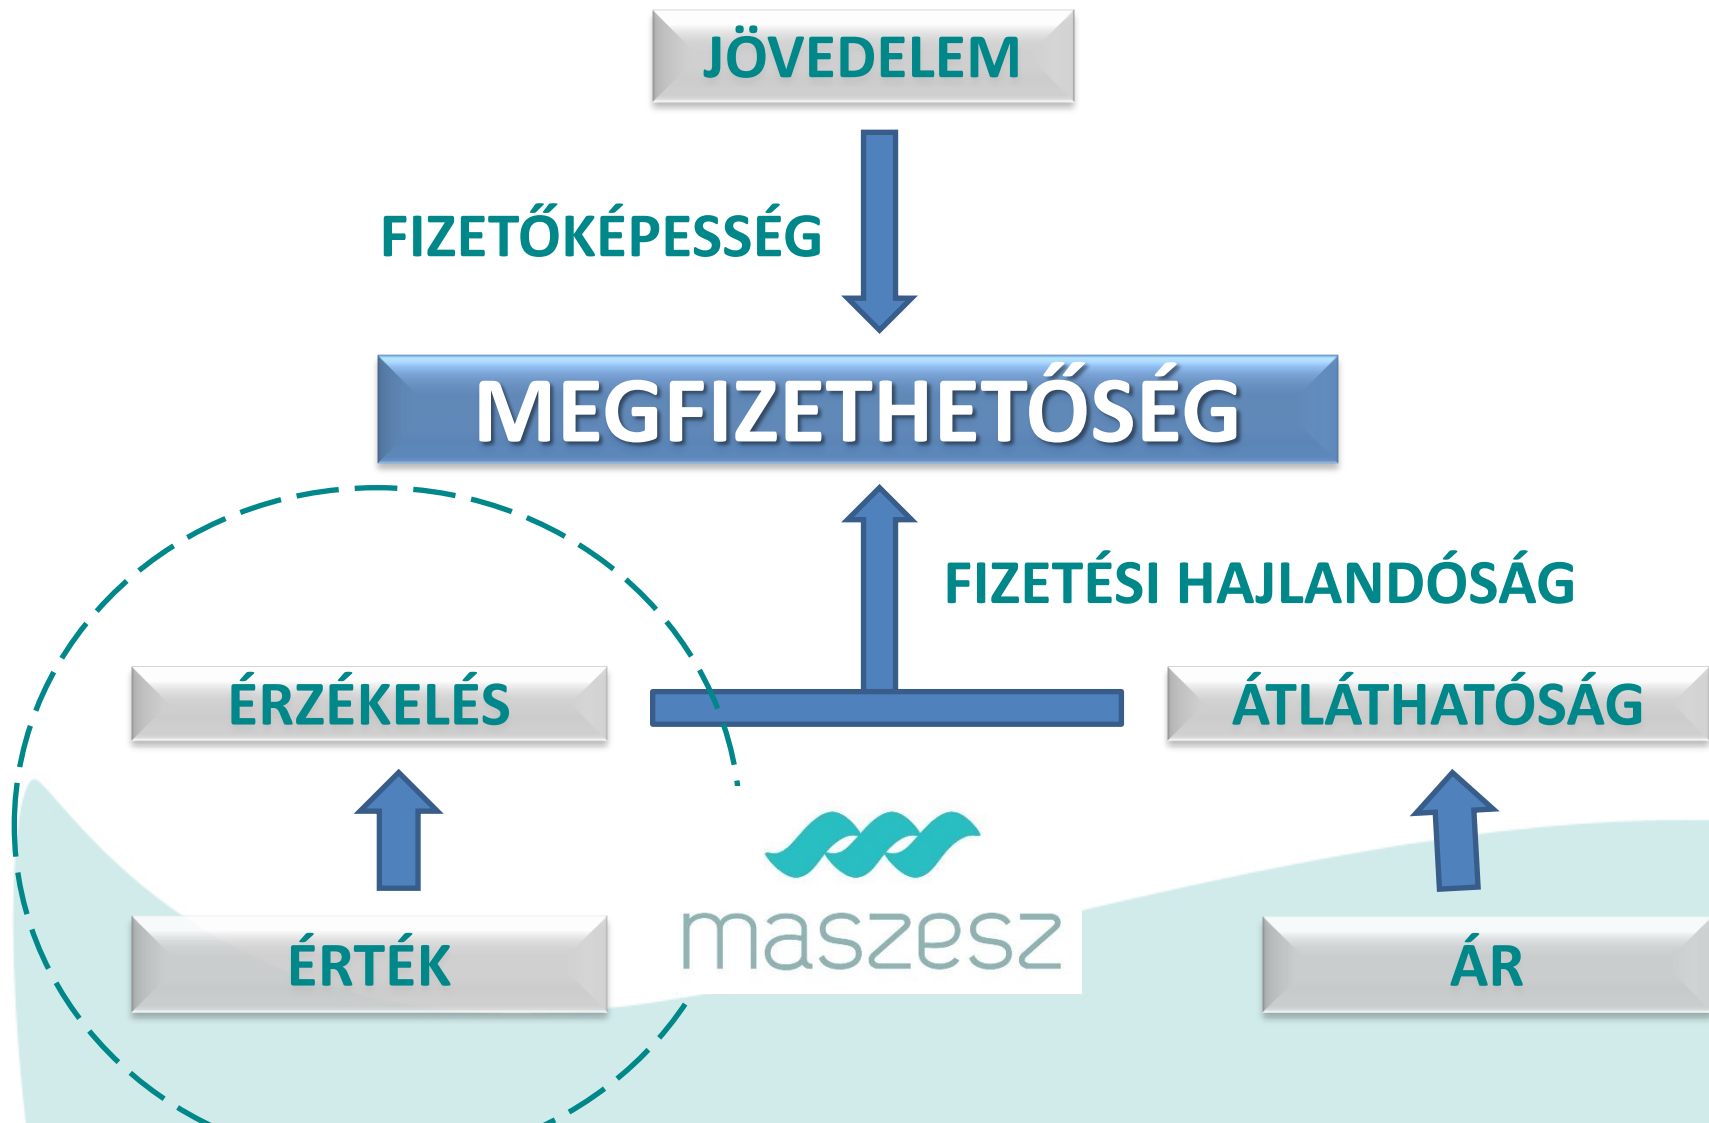 JÖVEDELEM
FIZETŐKÉPESSÉG
MEGFIZETHETŐSÉG
FIZETÉSI HAJLANDÓSÁG
ÉRZÉKELÉS
ÁTLÁTHATÓSÁG
maszesz
ÉRTÉK
ÁR